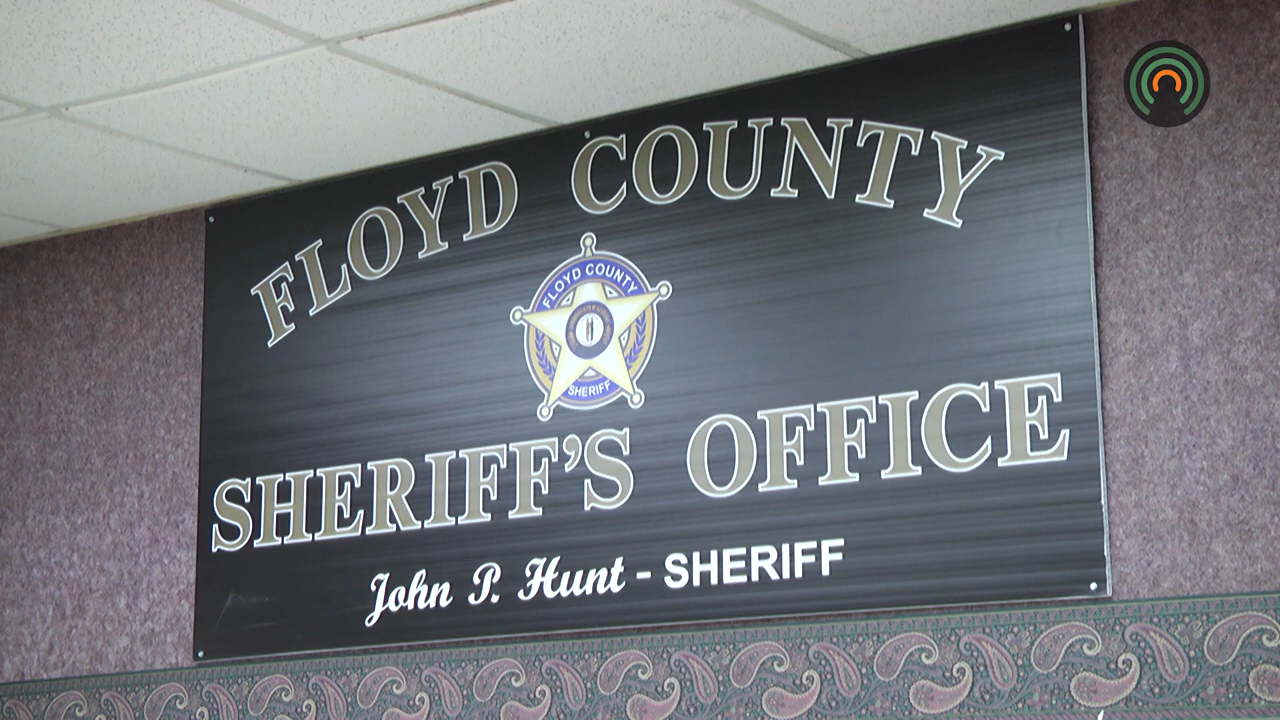 FLOYD COUNTY
FLOYD COUNTY
SHERIFF
SHERIFF'S OFFICE
John P. Hunt - SHERIFF